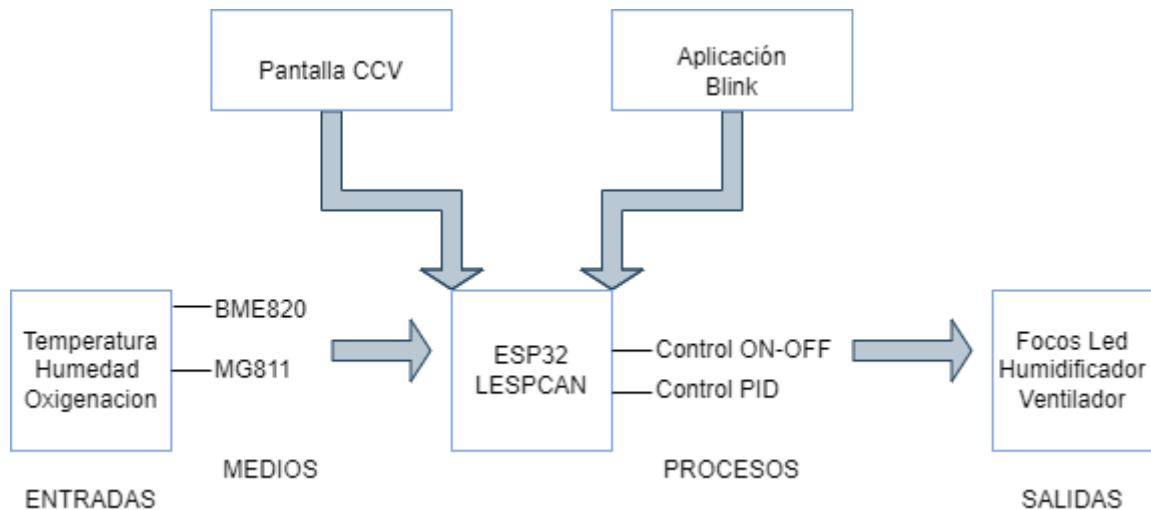 Pantalla CCV
Aplicación
Blink
Temperatura
Humedad
Oxigenacion
BME820
MG811
ESP32
LESPCAN
Control ON-OFF
Control PID
Focos Led
Humidificador
Ventilador
MEDIOS
PROCESOS
ENTRADAS
SALIDAS